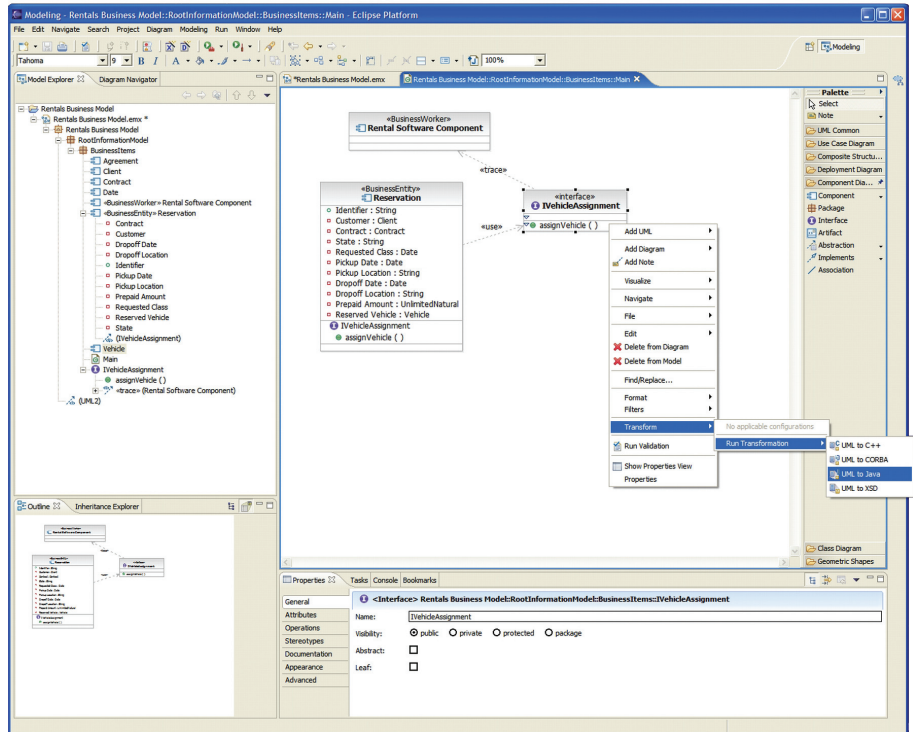 Modeling - Rentals Business Model::RootInformationModel::BusinessItems::Main - Eclipse Platform
File Edit Navigate Search Project Diagram Modeling Run Window Help
Modeling
Tahoma 9 B I A 100%
Model Explorer Diagram Navigator
Rentals Business Model
Rentals Business Model.emx *
Rentals Business Model
RootInformationModel
BusinessItems
Agreement
Client
Contract
Date
«BusinessWorker» Rental Software Component
«BusinessEntity» Reservation
Contract
Customer
Dropoff Date
Dropoff Location
Identifier
Pickup Date
Pickup Location
Prepaid Amount
Requested Class
Reserved Vehicle
State
(IVehicleAssignment)
Vehicle
Main
IVehicleAssignment
assignVehicle ( )
«trace» (Rental Software Component)
(UML2)
Outline Inheritance Explorer
*Rentals Business Model.emx
Rentals Business Model::RootInformationModel::BusinessItems::Main
«BusinessWorker»
Rental Software Component
«trace»
«BusinessEntity»
Reservation
Identifier : String
Customer : Client
Contract : Contract
State : String
Requested Class : Date
Pickup Date : Date
Pickup Location : String
Dropoff Date : Date
Dropoff Location : String
Prepaid Amount : UnlimitedNatural
Reserved Vehicle : Vehicle
IVehicleAssignment
assignVehicle ( )
«use»
«interface»
IVehicleAssignment
assignVehicle ( )
Add UML
Add Diagram
Add Note
Visualize
Navigate
File
Edit
Delete from Diagram
Delete from Model
Find/Replace...
Format
Filters
Transform
Run Validation
Show Properties View
Properties
No applicable configurations
Run Transformation
UML to C++
UML to CORBA
UML to Java
UML to XSD
Palette
Select
Note
UML Common
Use Case Diagram
Composite Structu...
Deployment Diagram
Component Dia...
Component
Package
Interface
Artifact
Abstraction
Implements
Association
Class Diagram
Geometric Shapes
Properties Tasks Console Bookmarks
General
Attributes
Operations
Stereotypes
Documentation
Appearance
Advanced
<Interface> Rentals Business Model::RootInformationModel::BusinessItems::IVehicleAssignment
Name: IVehicleAssignment
Visibility: public private protected package
Abstract:
Leaf: